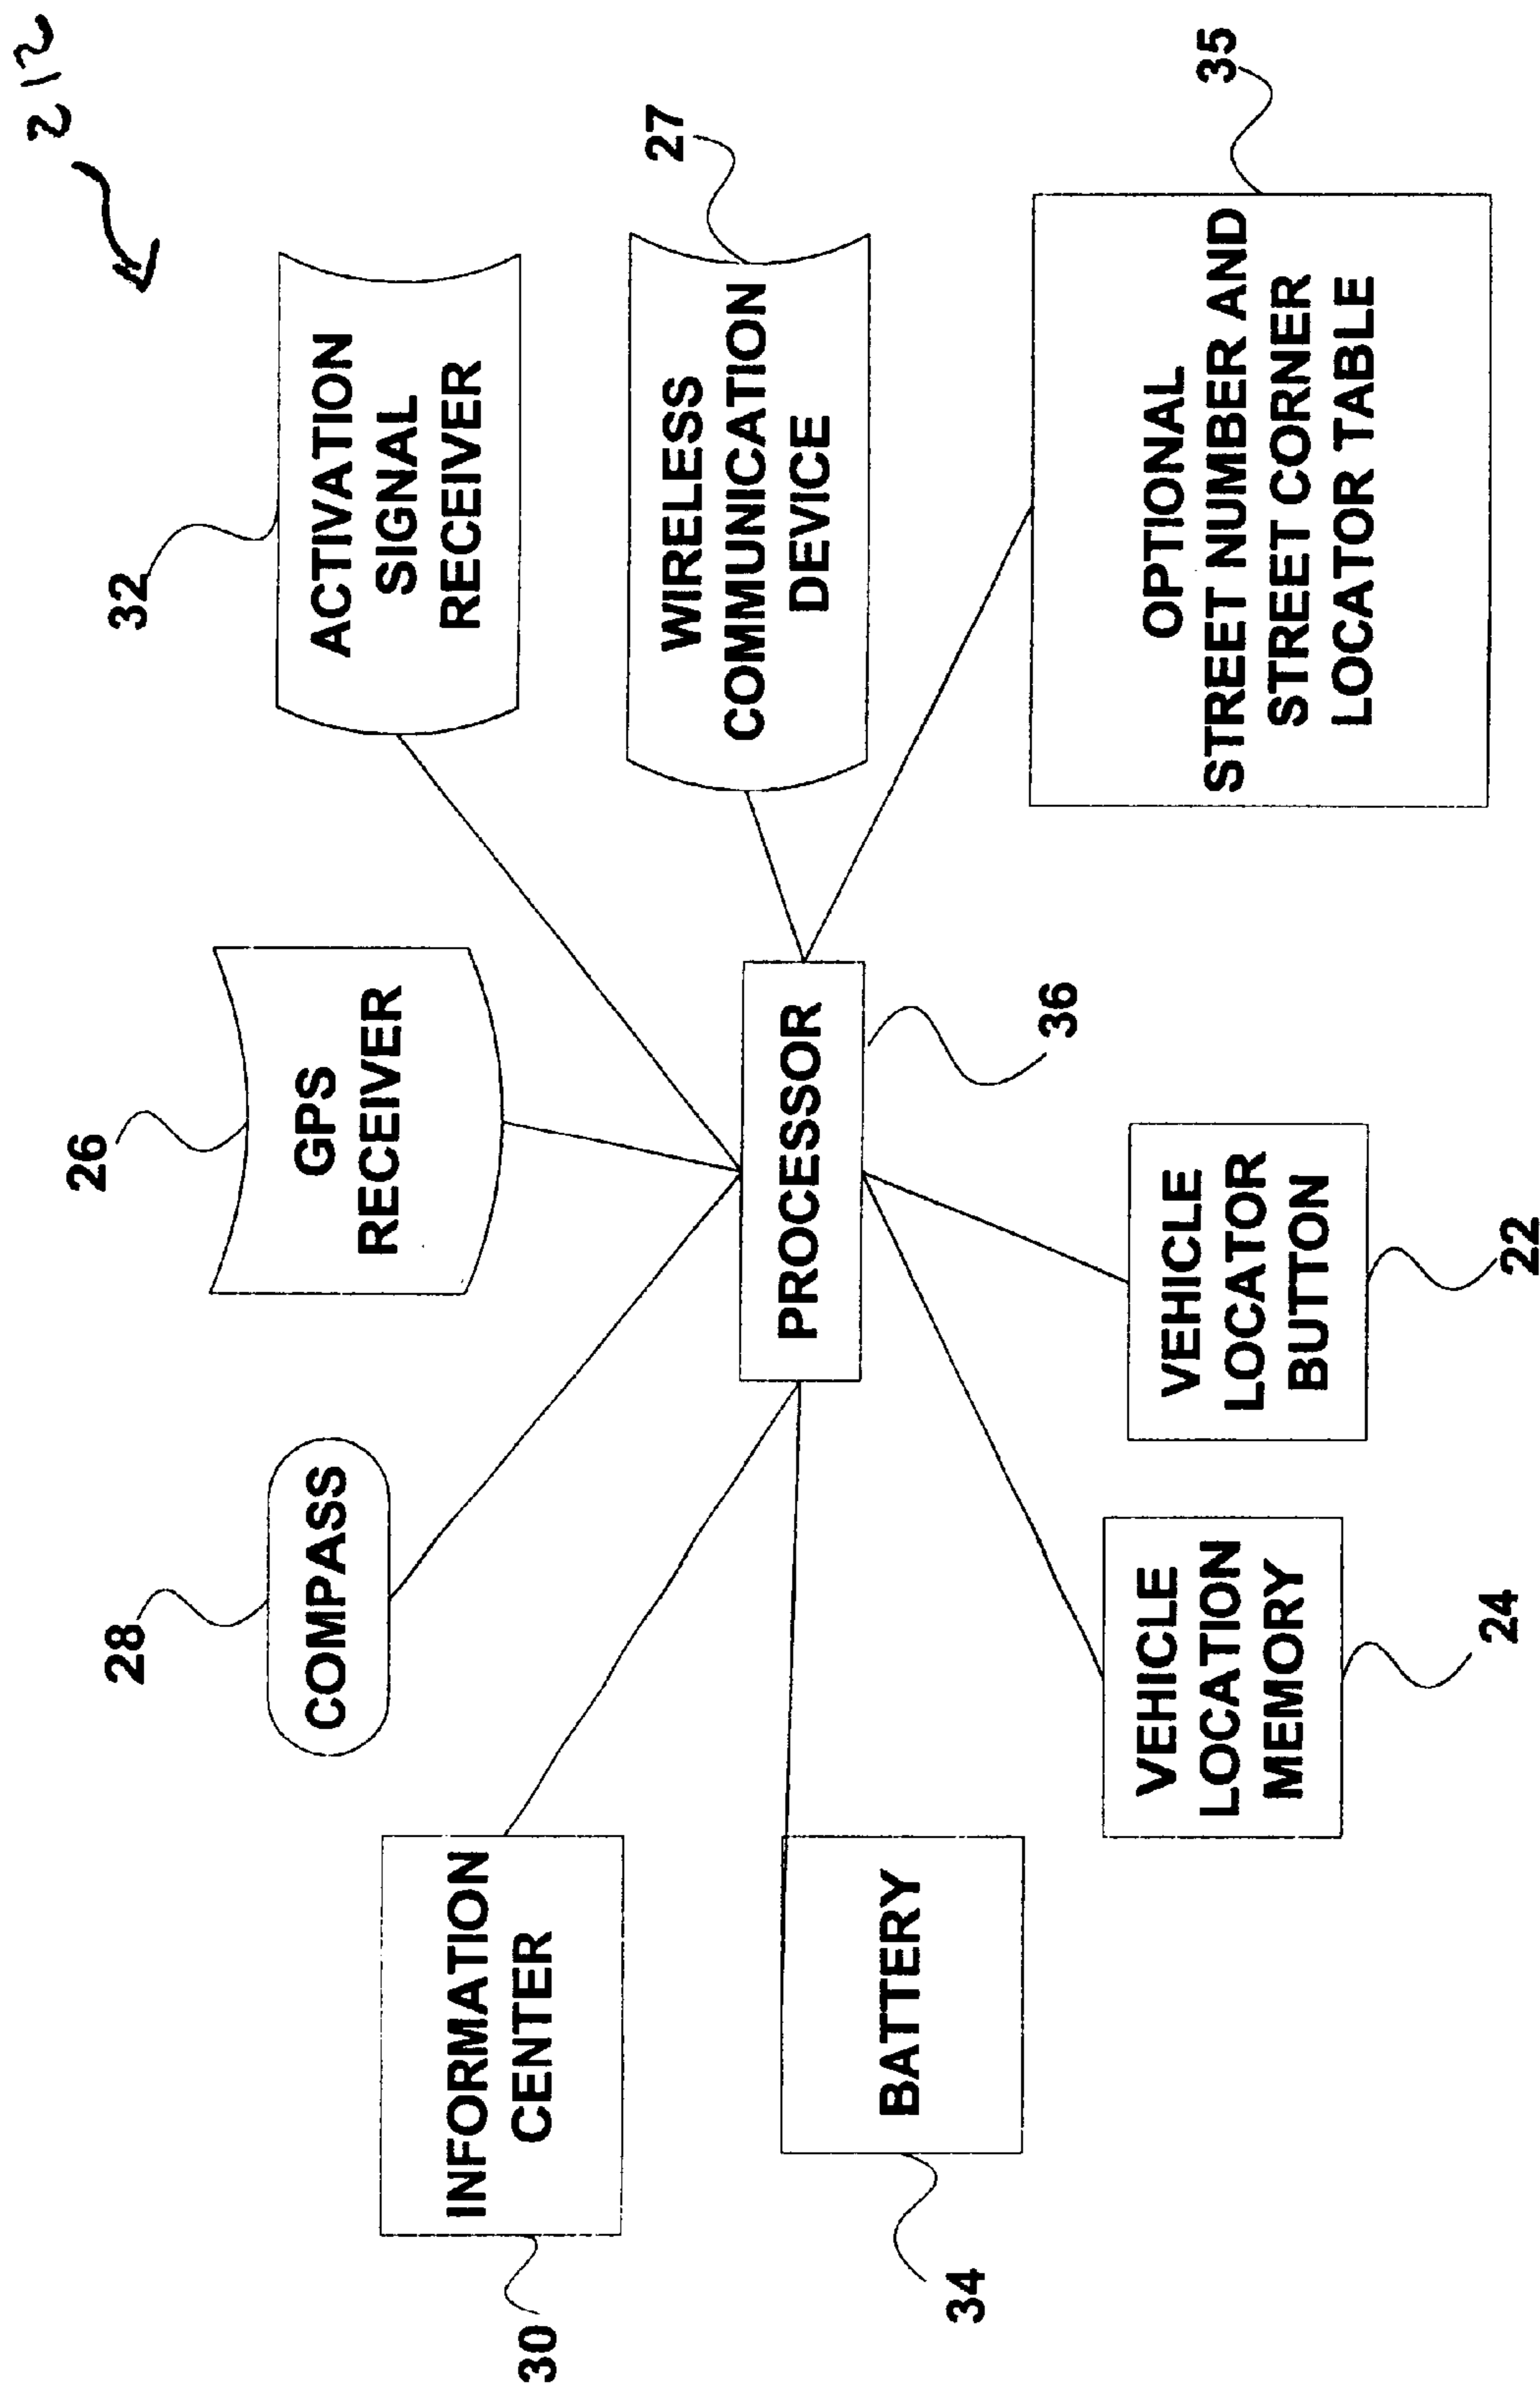 212
26
28
32
COMPASS
GPS
RECEIVER
ACTIVATION
SIGNAL
RECEIVER
30
INFORMATION
CENTER
27
WIRELESS
COMMUNICATION
DEVICE
PROCESSOR
36
34
BATTERY
VEHICLE
LOCATION
MEMORY
24
VEHICLE
LOCATOR
BUTTON
22
35
OPTIONAL
STREET NUMBER AND
STREET CORNER
LOCATOR TABLE